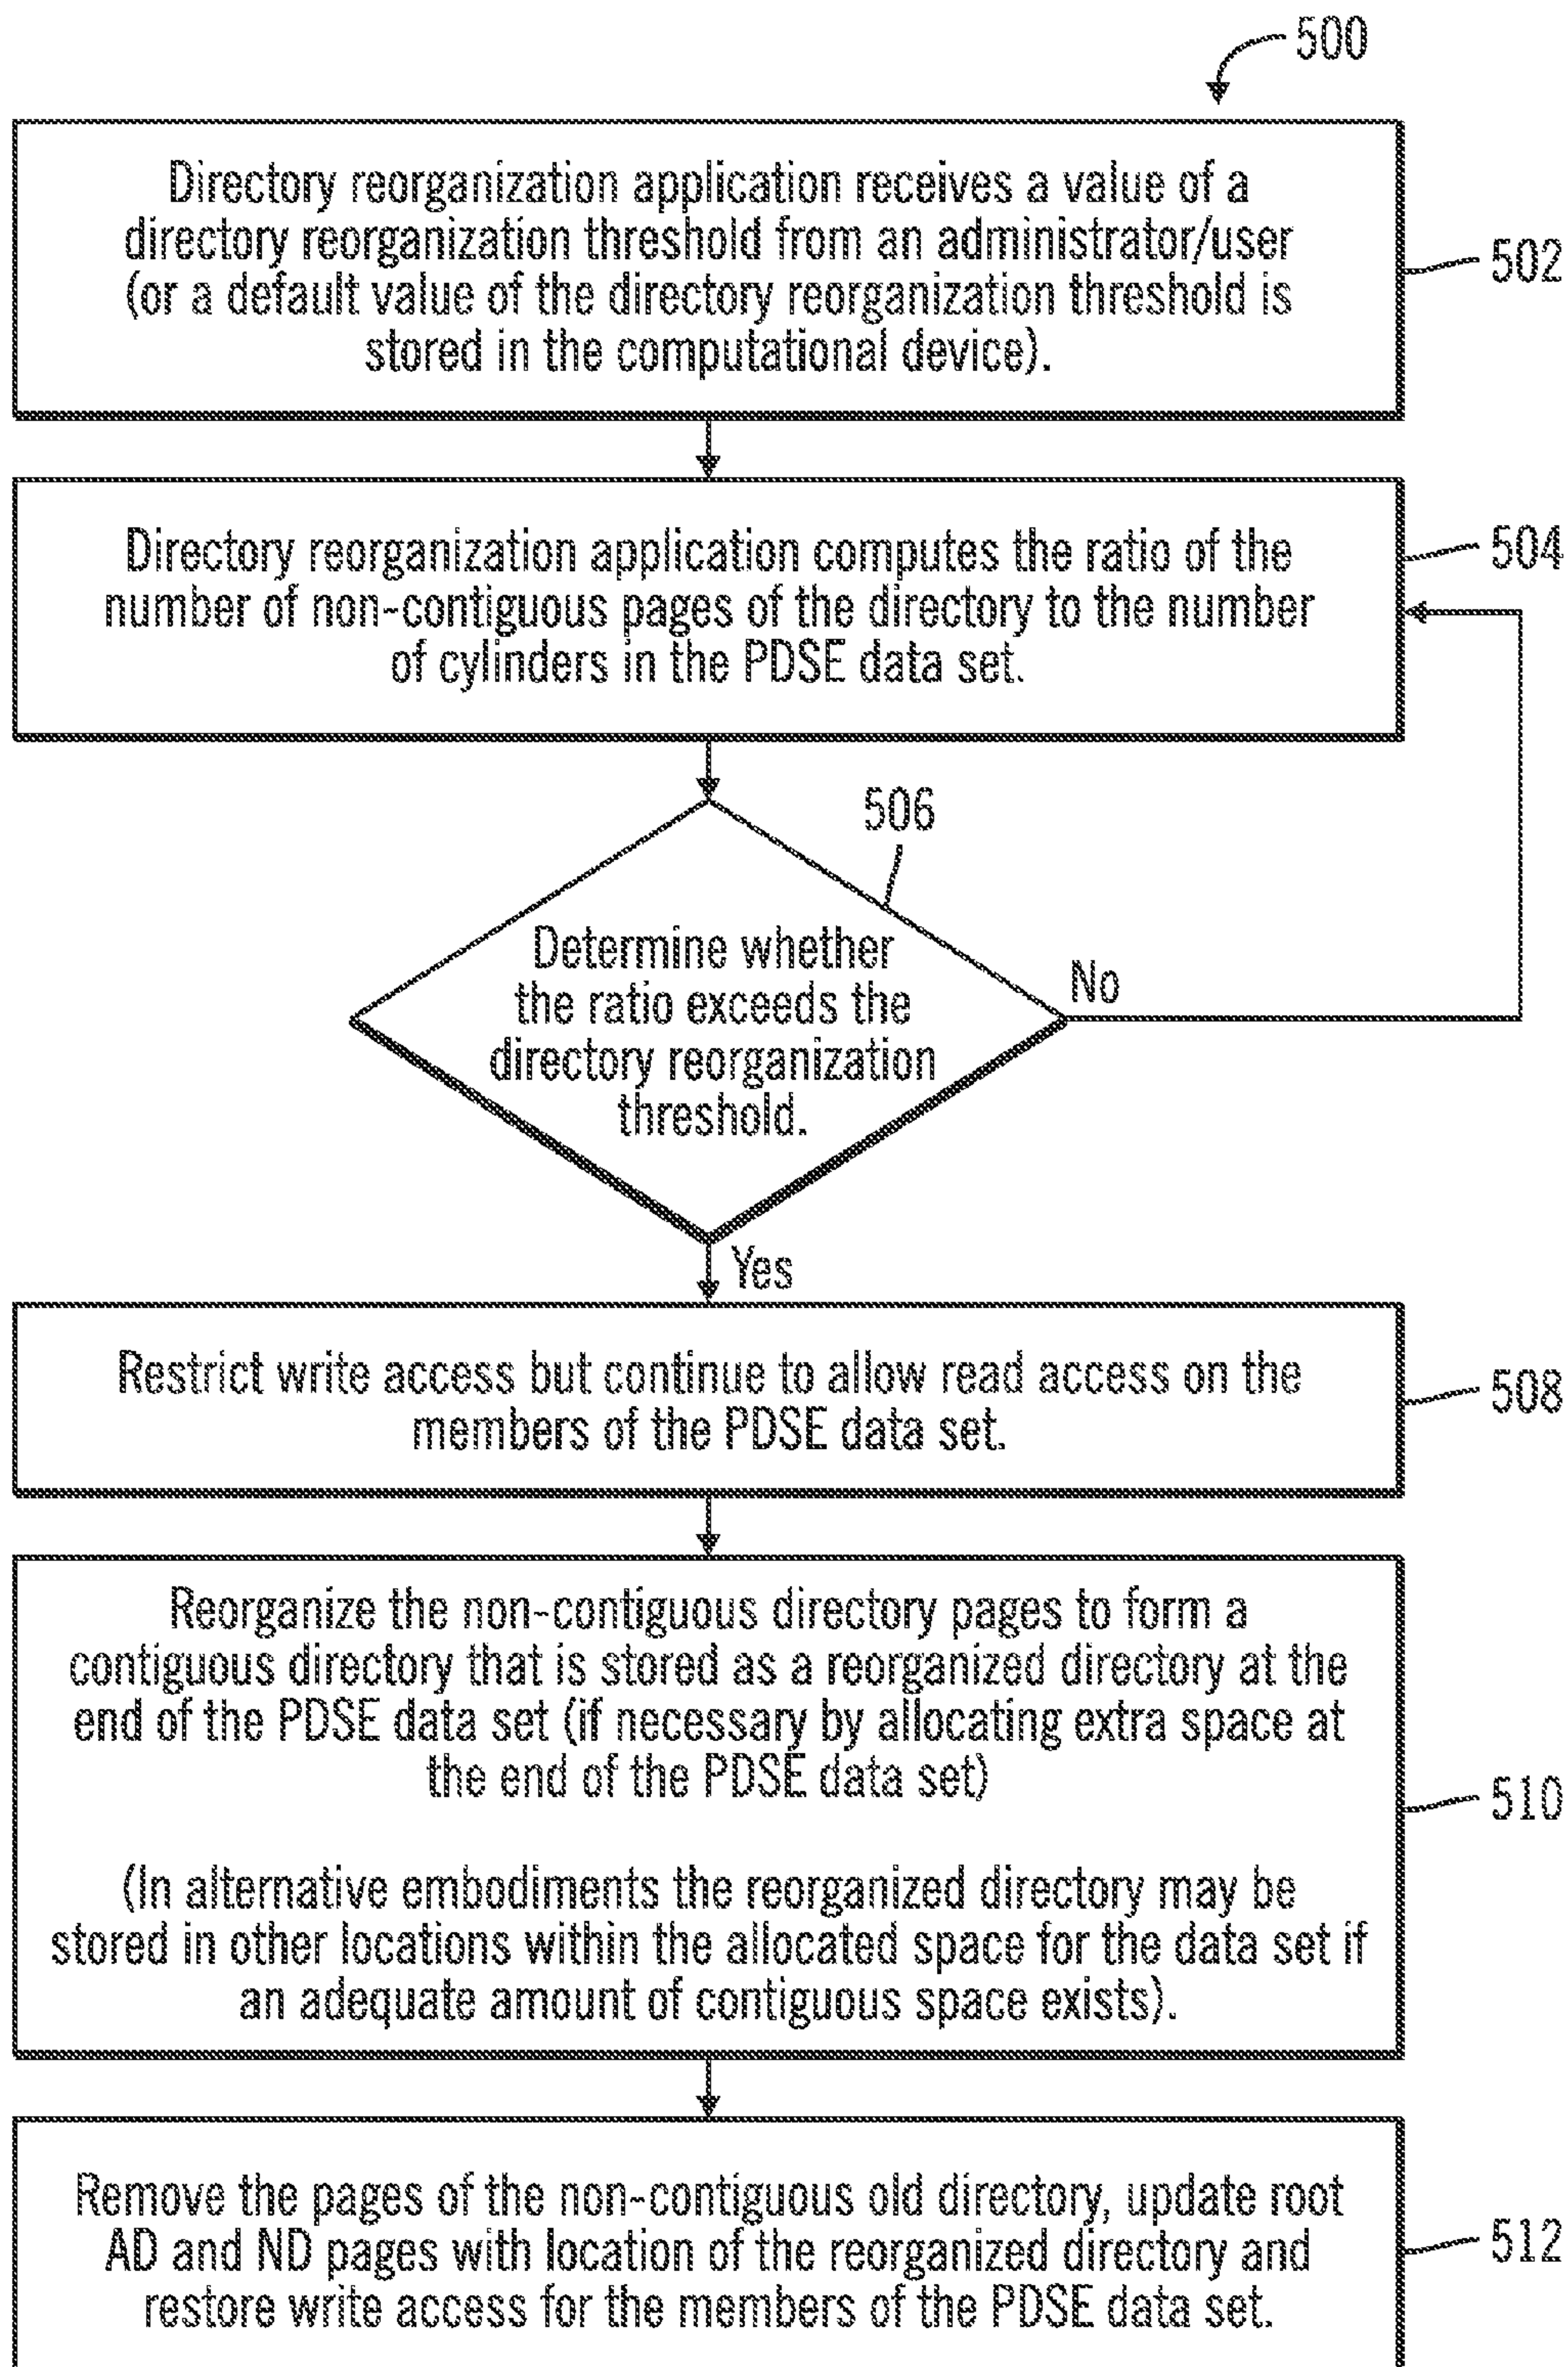 500
Directory reorganization application receives a value of a
directory reorganization threshold from an administrator/user
(or a default value of the directory reorganization threshold is
stored in the computational device).
502
Directory reorganization application computes the ratio of the
number of non-contiguous pages of the directory to the number
of cylinders in the PDSE data set.
504
506
Determine whether
the ratio exceeds the
directory reorganization
threshold.
No
Yes
Restrict write access but continue to allow read access on the
members of the PDSE data set.
508
Reorganize the non-contiguous directory pages to form a
contiguous directory that is stored as a reorganized directory at the
end of the PDSE data set (if necessary by allocating extra space at
the end of the PDSE data set)
(In alternative embodiments the reorganized directory may be
stored in other locations within the allocated space for the data set if
an adequate amount of contiguous space exists).
510
Remove the pages of the non-contiguous old directory, update root
AD and ND pages with location of the reorganized directory and
restore write access for the members of the PDSE data set.
512